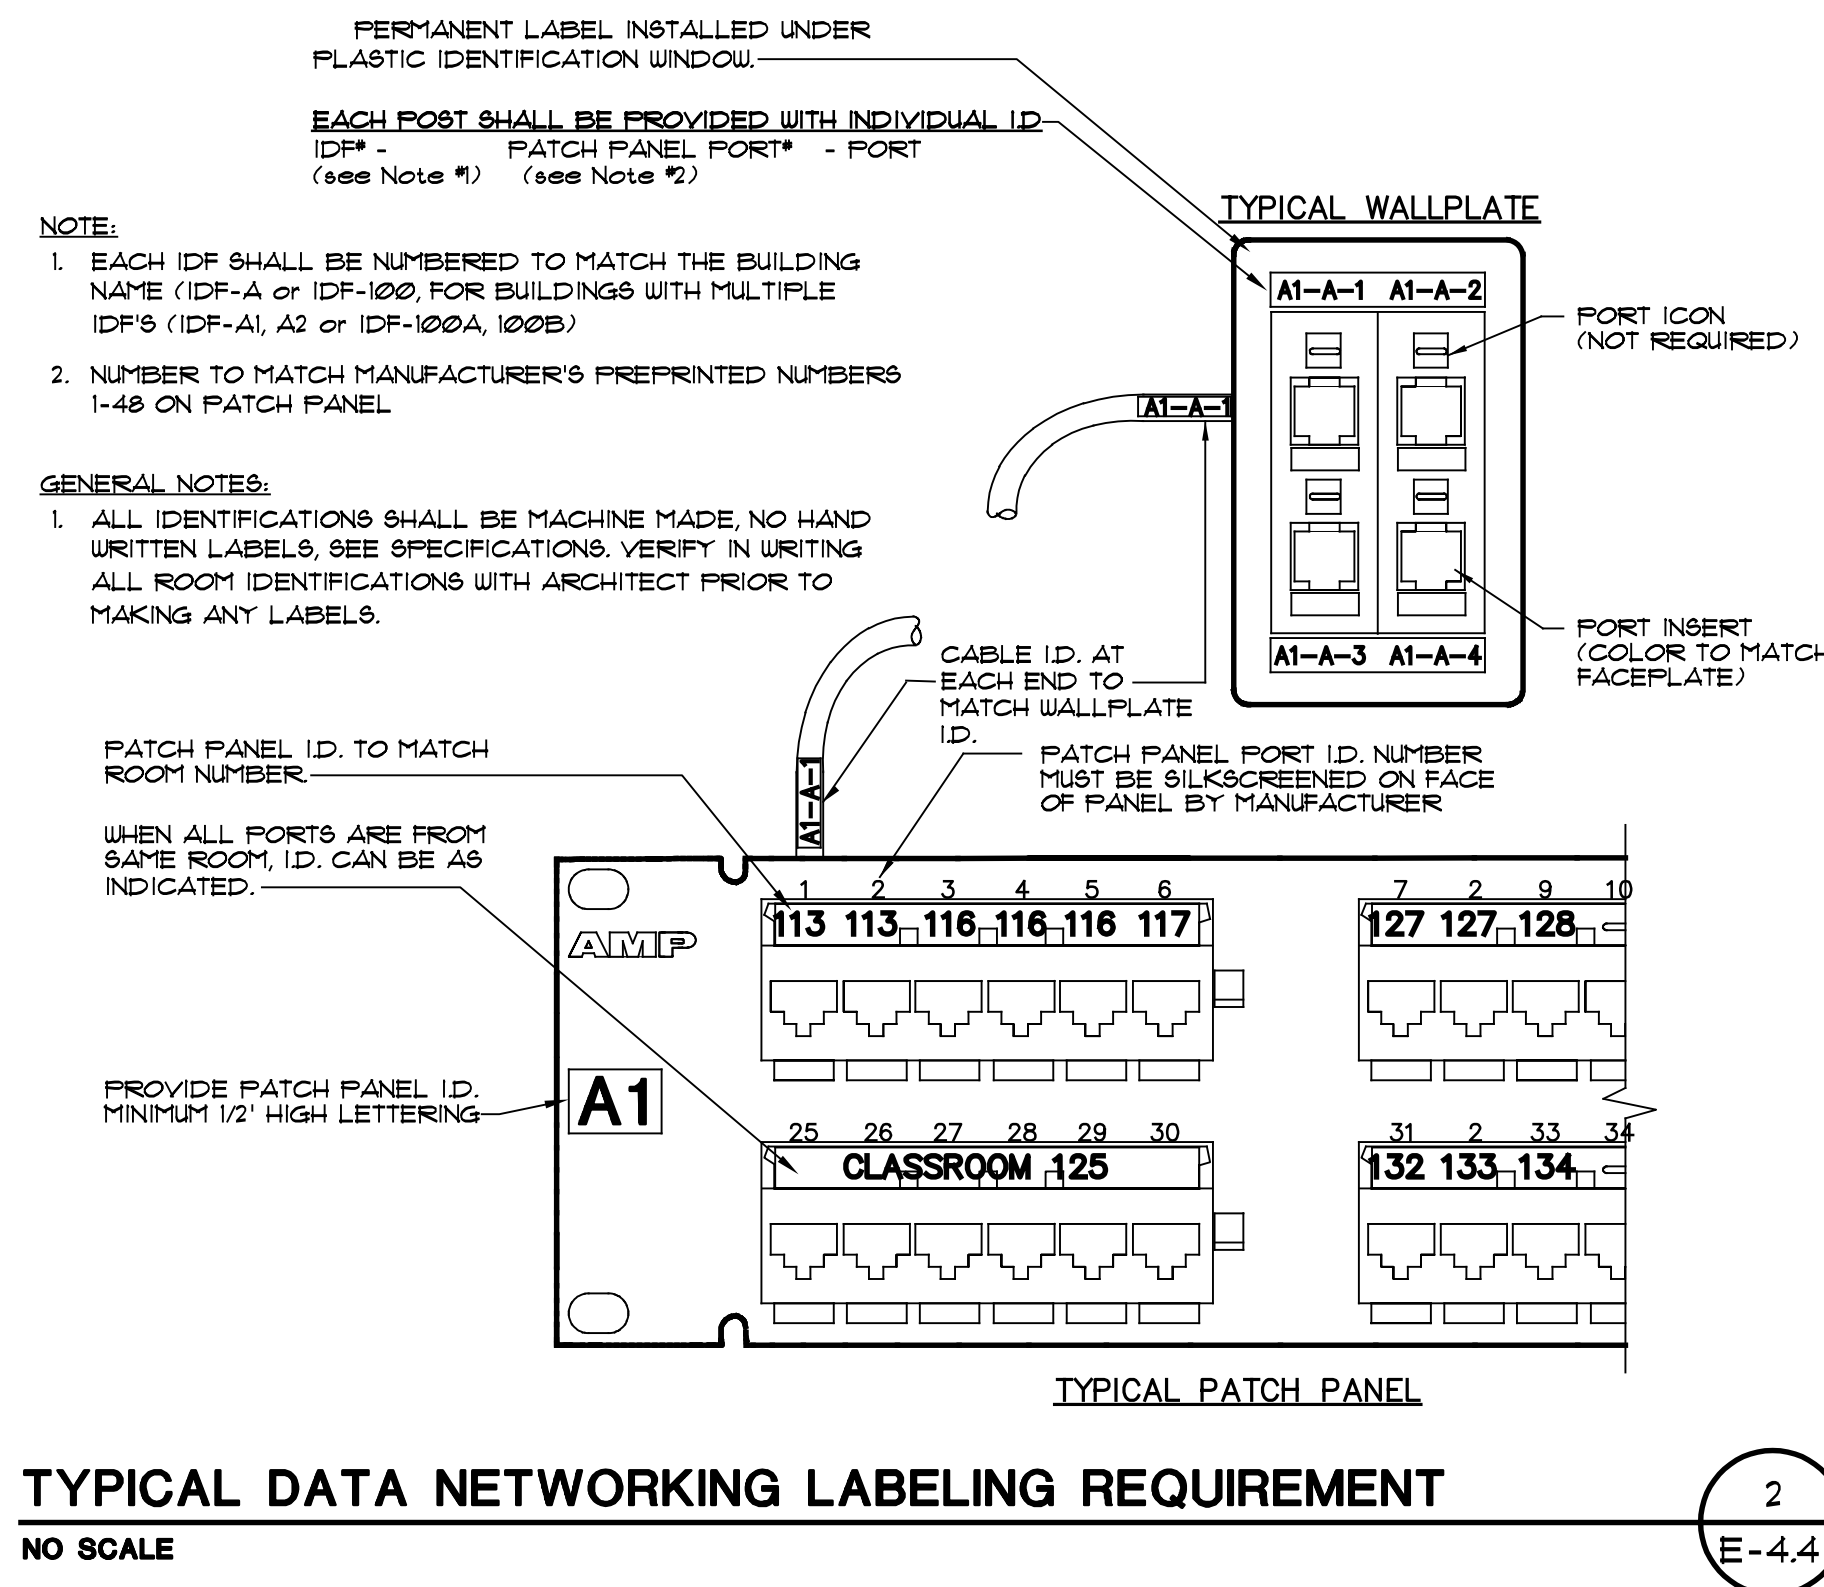 PERMANENT LABEL INSTALLED UNDER
PLASTIC IDENTIFICATION WINDOW.
EACH POST SHALL BE PROVIDED WITH INDIVIDUAL I.D
IDF# - PATCH PANEL PORT# - PORT
(see Note #1) (see Note #2)
NOTE:
1. EACH IDF SHALL BE NUMBERED TO MATCH THE BUILDING
NAME (IDF-A or IDF-100, FOR BUILDINGS WITH MULTIPLE
IDF'S (IDF-A1, A2 or IDF-100A, 100B)
2. NUMBER TO MATCH MANUFACTURER'S PREPRINTED NUMBERS
1-48 ON PATCH PANEL
GENERAL NOTES:
1. ALL IDENTIFICATIONS SHALL BE MACHINE MADE, NO HAND
WRITTEN LABELS, SEE SPECIFICATIONS. VERIFY IN WRITING
ALL ROOM IDENTIFICATIONS WITH ARCHITECT PRIOR TO
MAKING ANY LABELS.
TYPICAL WALLPLATE
A1-A-1 A1-A-2
PORT ICON
(NOT REQUIRED)
A1-A-1
PORT INSERT
(COLOR TO MATCH
FACEPLATE)
A1-A-3 A1-A-4
CABLE I.D. AT
EACH END TO
MATCH WALLPLATE
I.D.
PATCH PANEL I.D. TO MATCH
ROOM NUMBER.
A1-A-1
PATCH PANEL PORT I.D. NUMBER
MUST BE SILKSCREENED ON FACE
OF PANEL BY MANUFACTURER
WHEN ALL PORTS ARE FROM
SAME ROOM, I.D. CAN BE AS
INDICATED.
1 2 3 4 5 6 7 2 9 10
113 113 116 116 116 117 127 127 128
AMP
PROVIDE PATCH PANEL I.D.
MINIMUM 1/2' HIGH LETTERING
A1
25 26 27 28 29 30 31 2 33 34
CLASSROOM 125 132 133 134
TYPICAL PATCH PANEL
TYPICAL DATA NETWORKING LABELING REQUIREMENT
NO SCALE
2
E-4.4